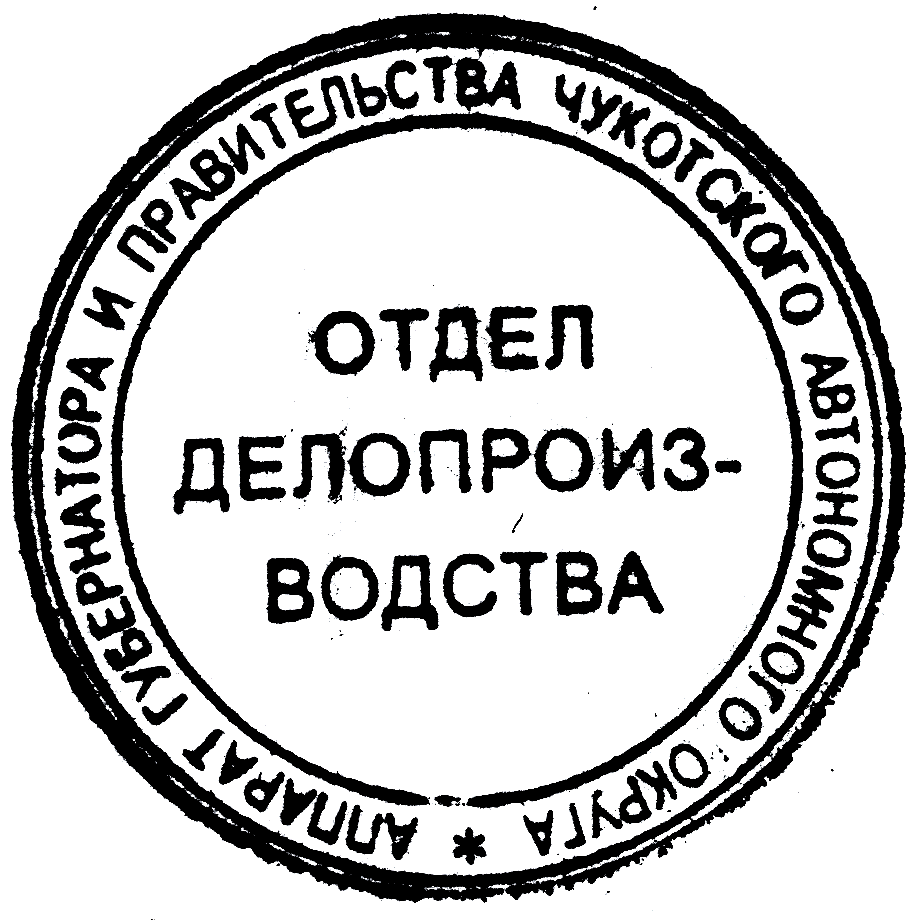 АППАРАТ ГУБЕРНАТОРА И ПРАВИТЕЛЬСТВА ЧУКОТСКОГО АВТОНОМНОГО ОКРУГА *
ОТДЕЛ
ДЕЛОПРОИЗ-
ВОДСТВА